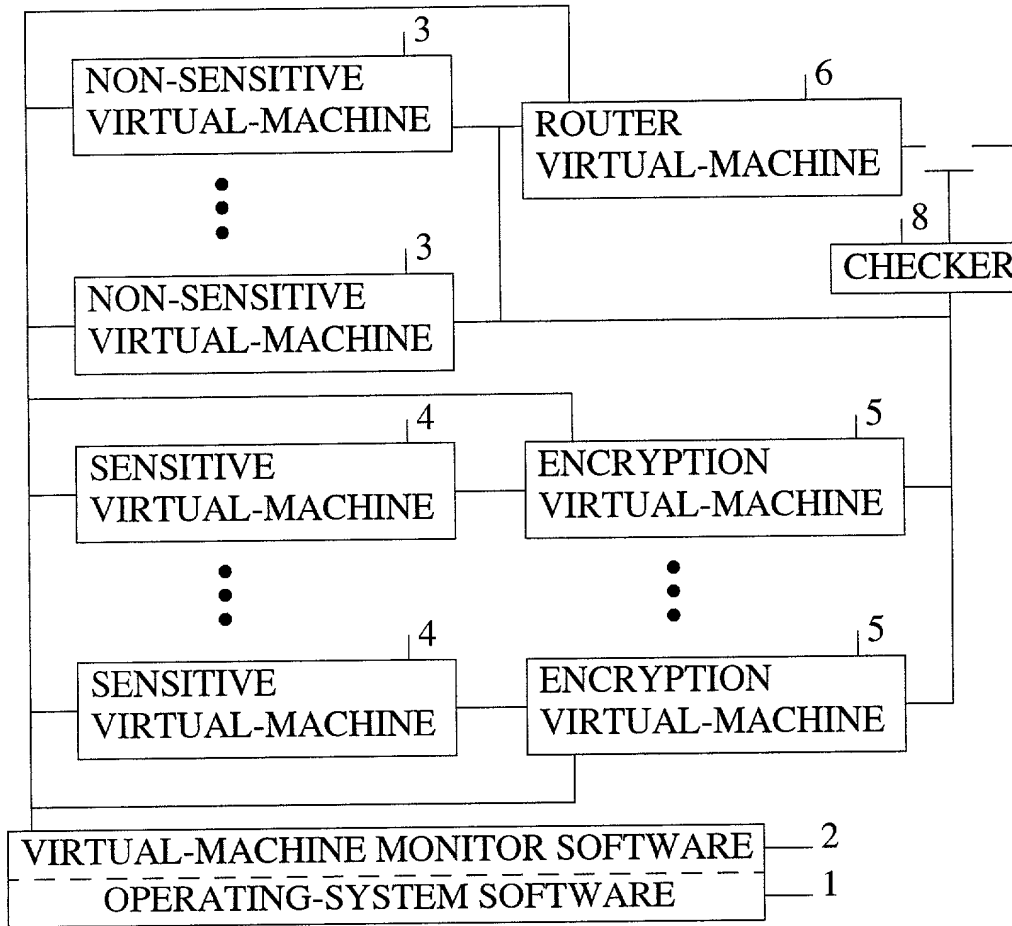 3
NON-SENSITIVE
VIRTUAL-MACHINE
6
ROUTER
VIRTUAL-MACHINE
8
CHECKER
3
NON-SENSITIVE
VIRTUAL-MACHINE
4
SENSITIVE
VIRTUAL-MACHINE
5
ENCRYPTION
VIRTUAL-MACHINE
4
SENSITIVE
VIRTUAL-MACHINE
5
ENCRYPTION
VIRTUAL-MACHINE
VIRTUAL-MACHINE MONITOR SOFTWARE
2
OPERATING-SYSTEM SOFTWARE
1